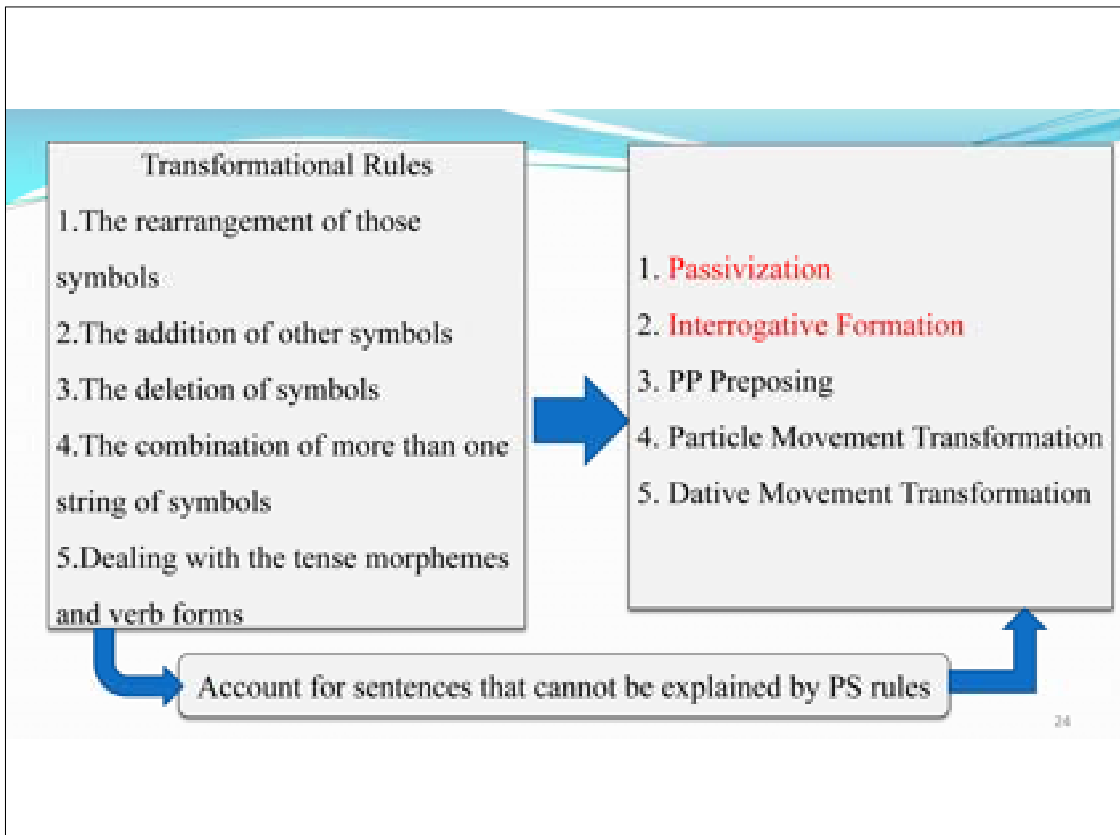 Transformational Rules
1.The rearrangement of those
symbols
2.The addition of other symbols
3.The deletion of symbols
4.The combination of more than one
string of symbols
5.Dealing with the tense morphemes
and verb forms
1. Passivization
2. Interrogative Formation
3. PP Preposing
4. Particle Movement Transformation
5. Dative Movement Transformation
Account for sentences that cannot be explained by PS rules
24